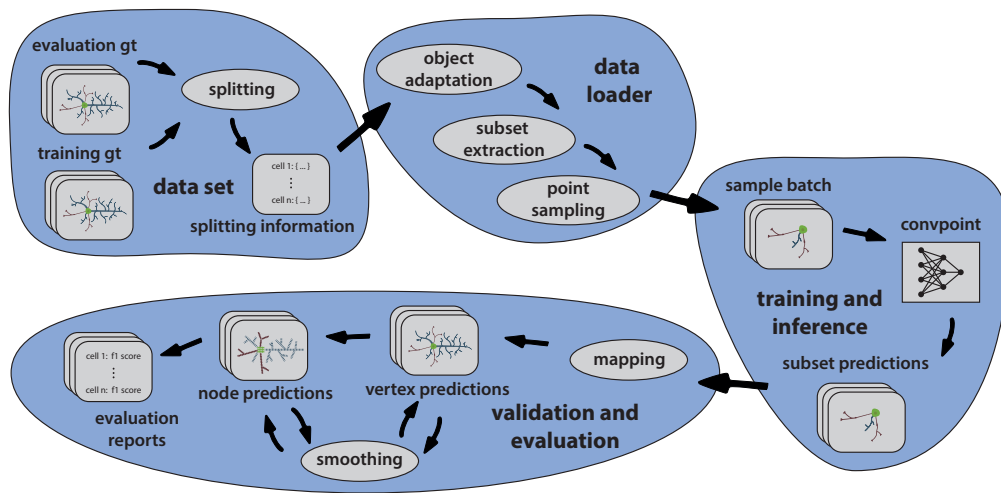 evaluation gt
splitting
training gt
data set
cell 1: { ... }
cell n: { ... }
splitting information
object
adaptation
data
loader
subset
extraction
point
sampling
sample batch
convpoint
training and
inference
subset predictions
mapping
validation and
evaluation
vertex predictions
node predictions
smoothing
cell 1: f1 score
cell n: f1 score
evaluation
reports